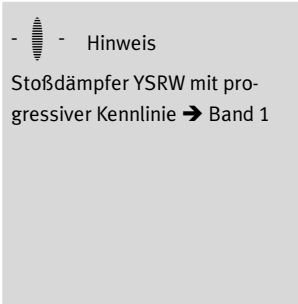 - - Hinweis
Stoßdämpfer YSRW mit pro-
gressiver Kennlinie ➔ Band 1